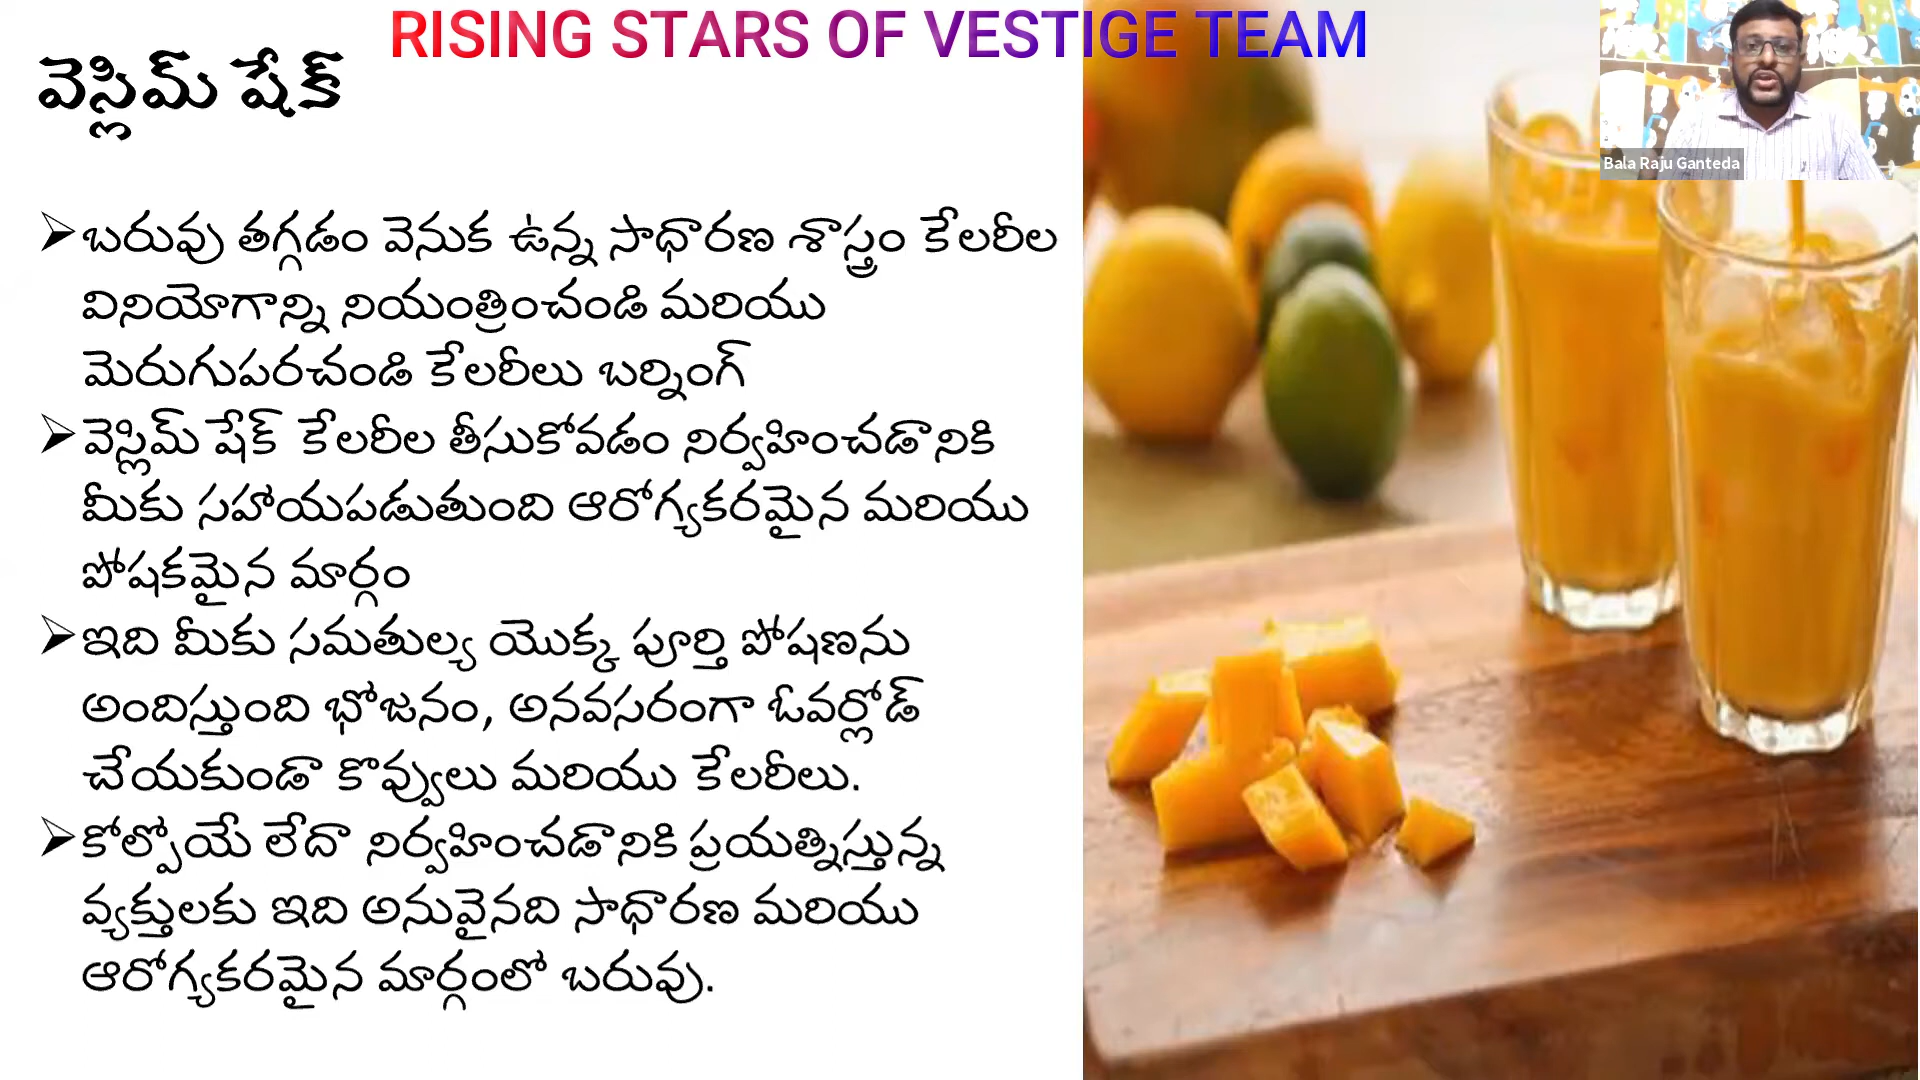 RISING STARS OF VESTIGE TEAM
వెస్లిమ్ షేక్
Bala Raju Ganteda
➢బరువు తగ్గడం వెనుక ఉన్న సాధారణ శాస్త్రం కేలరీల
వినియోగాన్ని నియంత్రించండి మరియు
మెరుగుపరచండి కేలరీలు బర్నింగ్
➢వెస్లిమ్ షేక్ కేలరీల తీసుకోవడం నిర్వహించడానికి
మీకు సహాయపడుతుంది ఆరోగ్యకరమైన మరియు
పోషకమైన మార్గం
➢ఇది మీకు సమతుల్య యొక్క పూర్తి పోషణను
అందిస్తుంది భోజనం, అనవసరంగా ఓవర్లోడ్
చేయకుండా కొవ్వులు మరియు కేలరీలు.
➢కోల్పోయే లేదా నిర్వహించడానికి ప్రయత్నిస్తున్న
వ్యక్తులకు ఇది అనువైనది సాధారణ మరియు
ఆరోగ్యకరమైన మార్గంలో బరువు.